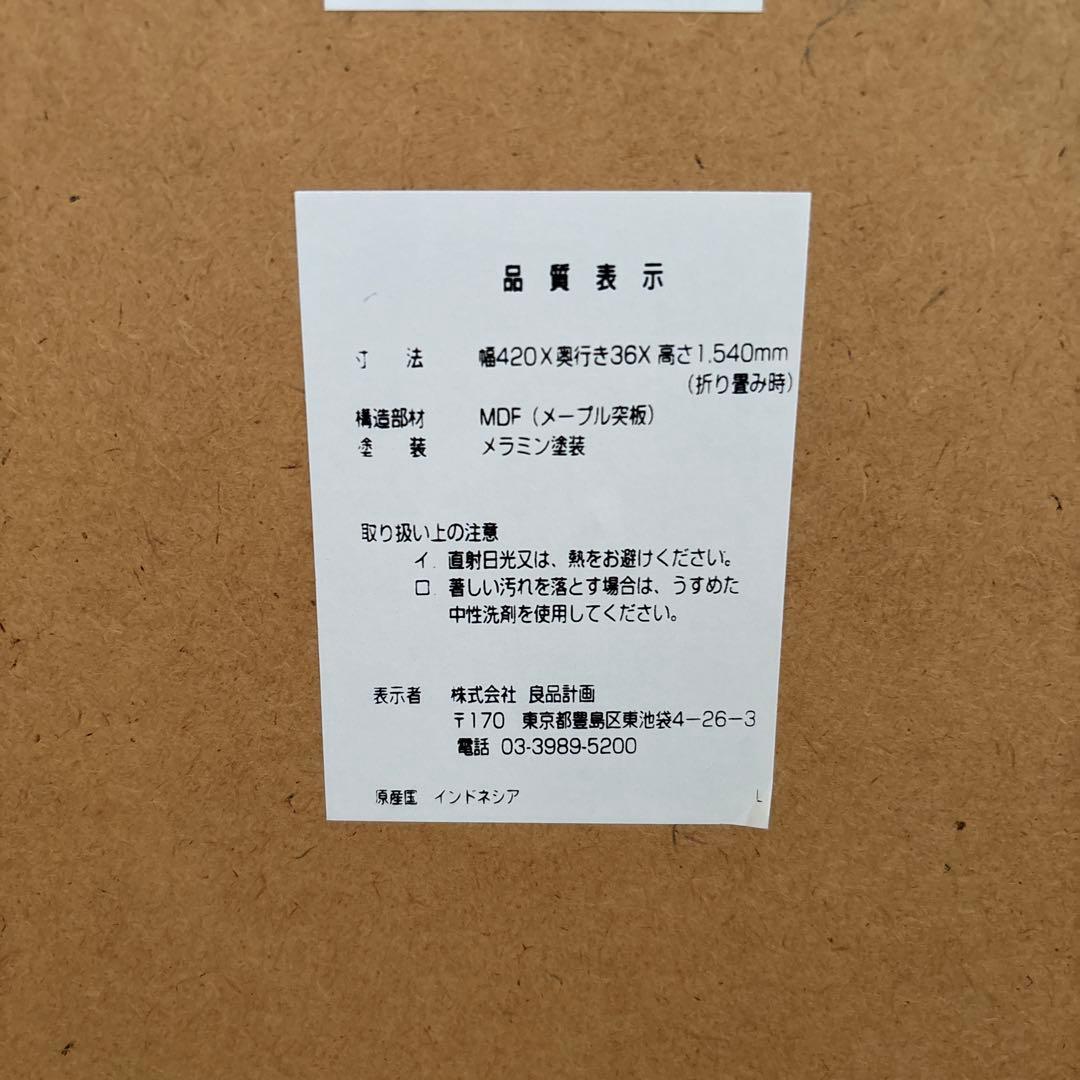 品質表示
寸法 幅420X奥行き36X高さ1.540mm
(折り畳み時)
構造部材 MDF (メープル突板)
塗装 メラミン塗装
取り扱い上の注意
イ. 直射日光又は、熱をお避けください。
ロ. 著しい汚れを落とす場合は、うすめた
中性洗剤を使用してください。
表示者 株式会社 良品計画
〒170 東京都豊島区東池袋4-26-3
電話 03-3989-5200
原産国 インドネシア L